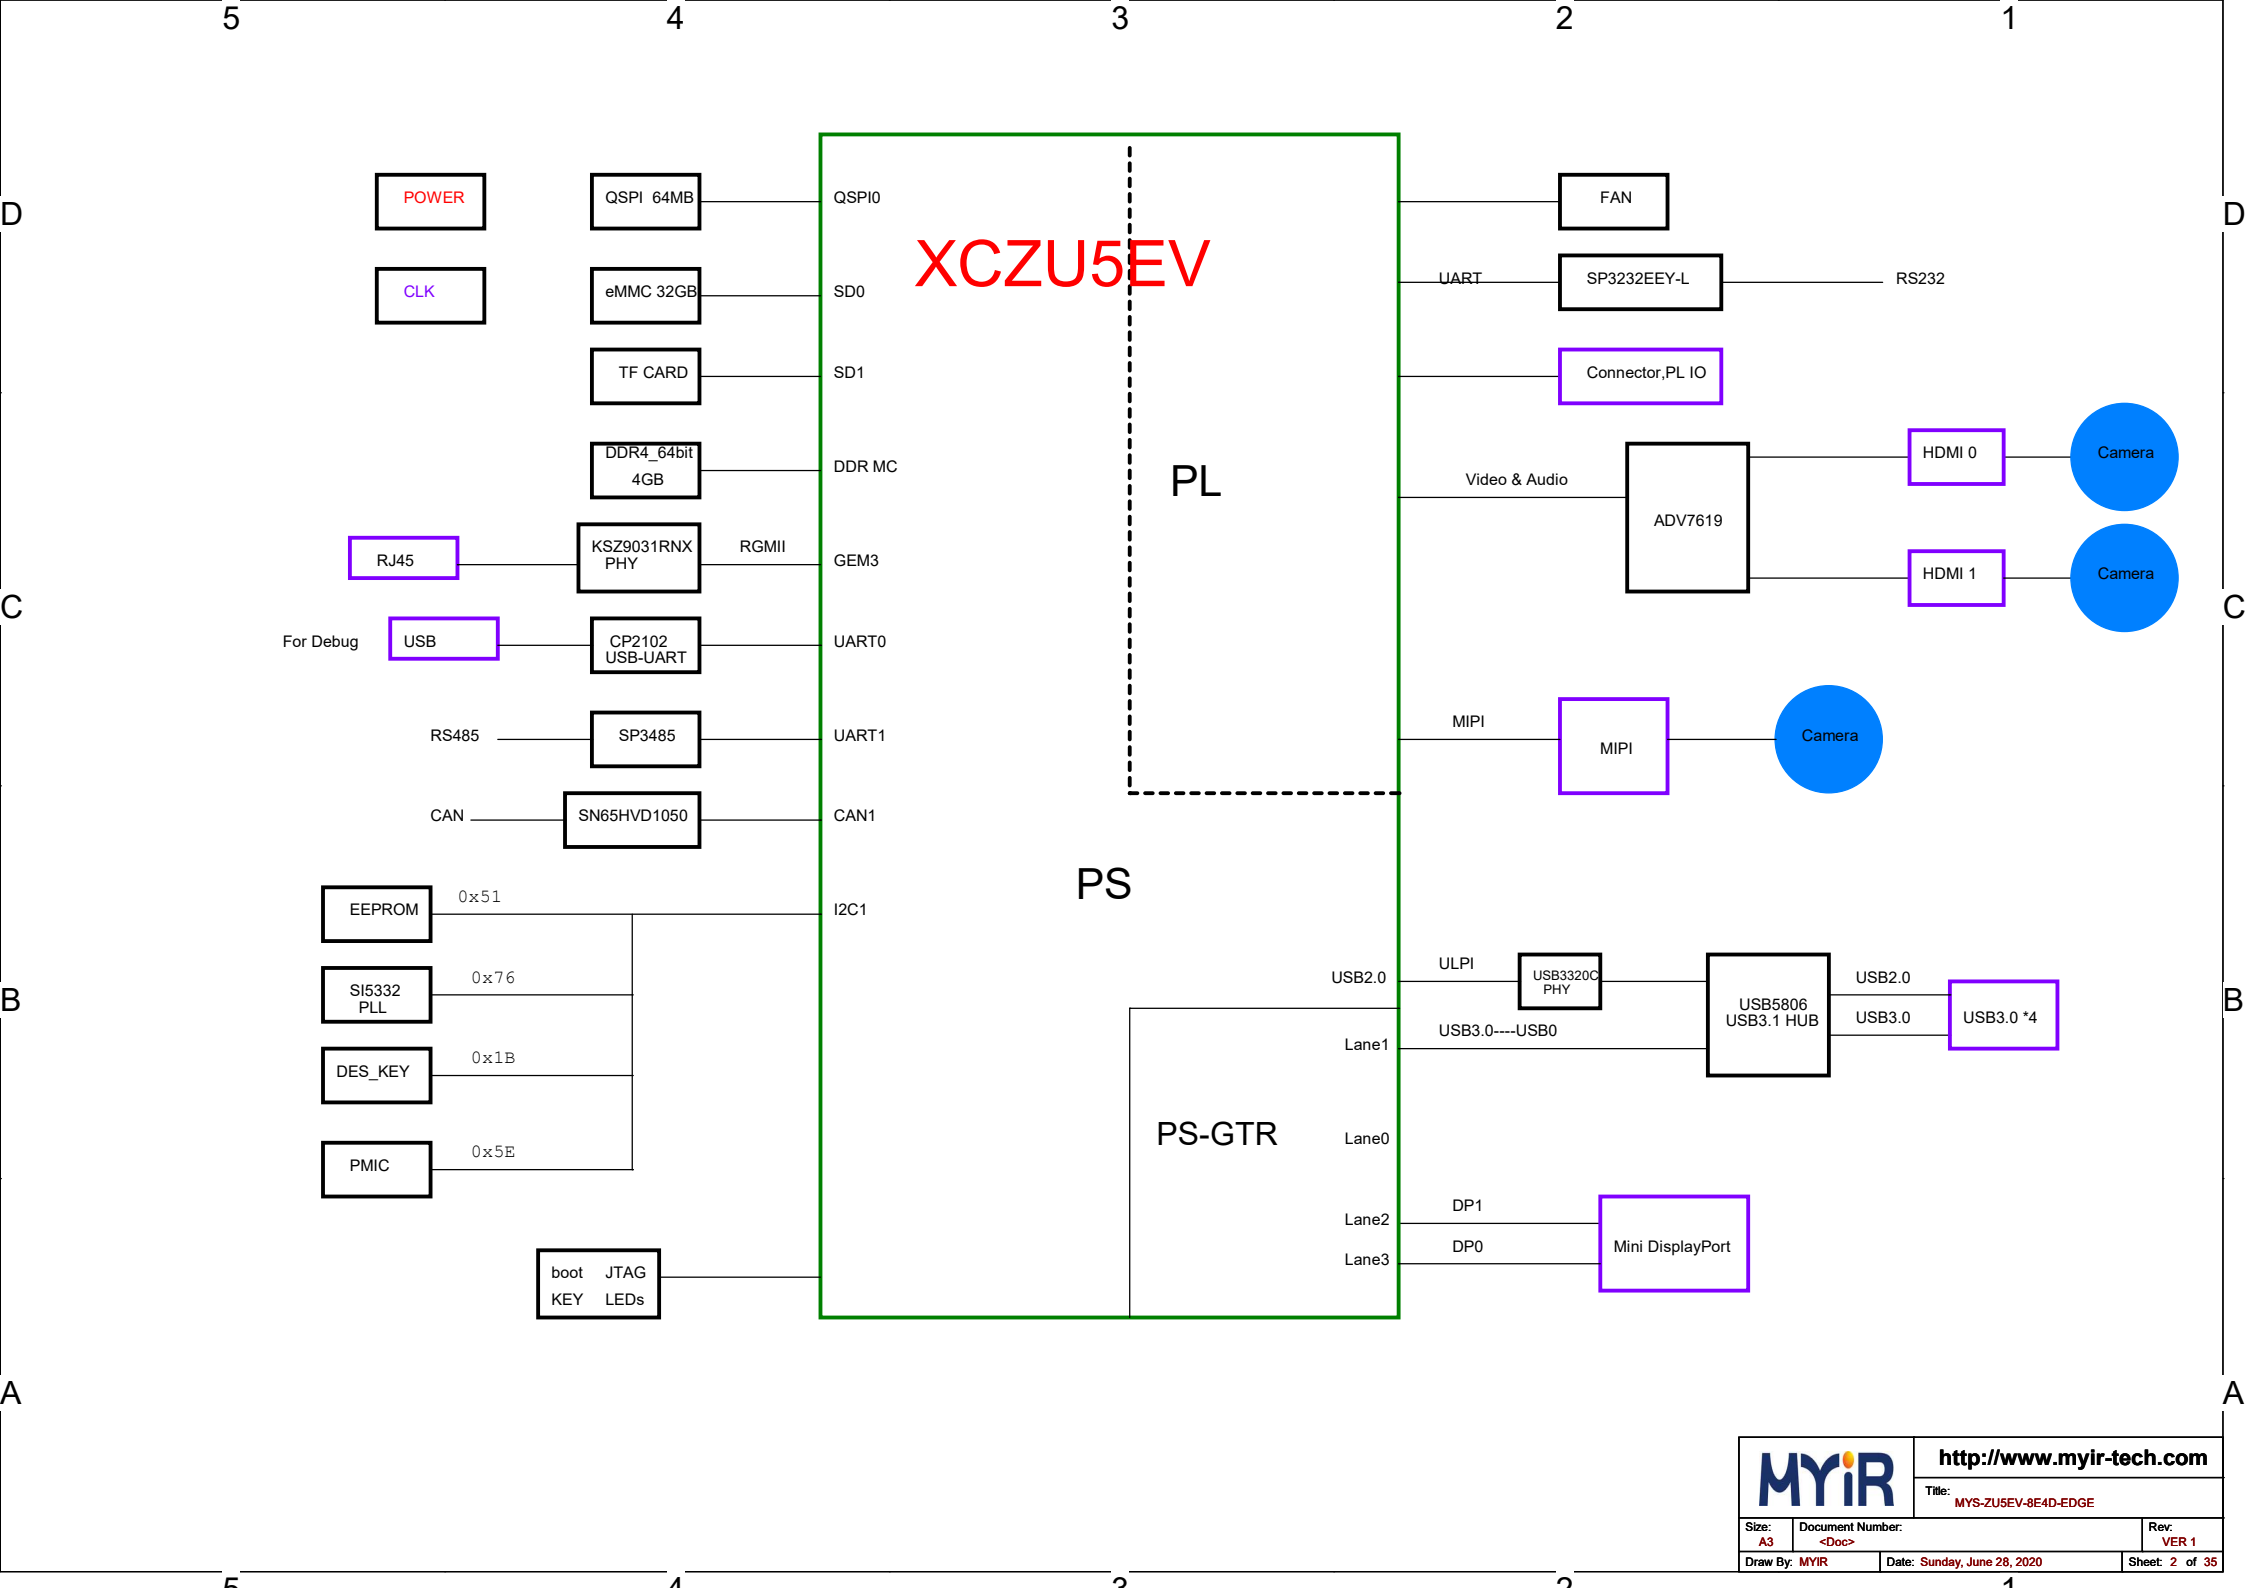 5 4 3 2 1
D D
C C
B B
A A
POWER
CLK
QSPI 64MB
QSPI0
eMMC 32GB
SD0
TF CARD
SD1
DDR4_64bit
4GB
DDR MC
RJ45
KSZ9031RNX
PHY
RGMII
GEM3
For Debug
USB
CP2102
USB-UART
UART0
RS485
SP3485
UART1
CAN
SN65HVD1050
CAN1
EEPROM
0x51
I2C1
SI5332
PLL
0x76
DES_KEY
0x1B
PMIC
0x5E
boot JTAG
KEY LEDs
XCZU5EV
PL
PS
PS-GTR
USB2.0
Lane1
Lane0
Lane2
Lane3
FAN
UART
SP3232EEY-L
RS232
Connector,PL IO
Video & Audio
ADV7619
HDMI 0
Camera
HDMI 1
Camera
MIPI
MIPI
Camera
ULPI
USB3320C
PHY
USB3.0----USB0
USB5806
USB3.1 HUB
USB2.0
USB3.0
USB3.0 *4
DP1
DP0
Mini DisplayPort
MYiR
http://www.myir-tech.com
Title:
MYS-ZU5EV-8E4D-EDGE
Size: Document Number: Rev:
A3 <Doc> VER 1
Draw By: MYIR Date: Sunday, June 28, 2020 Sheet: 2 of 35
5 4 3 2 1